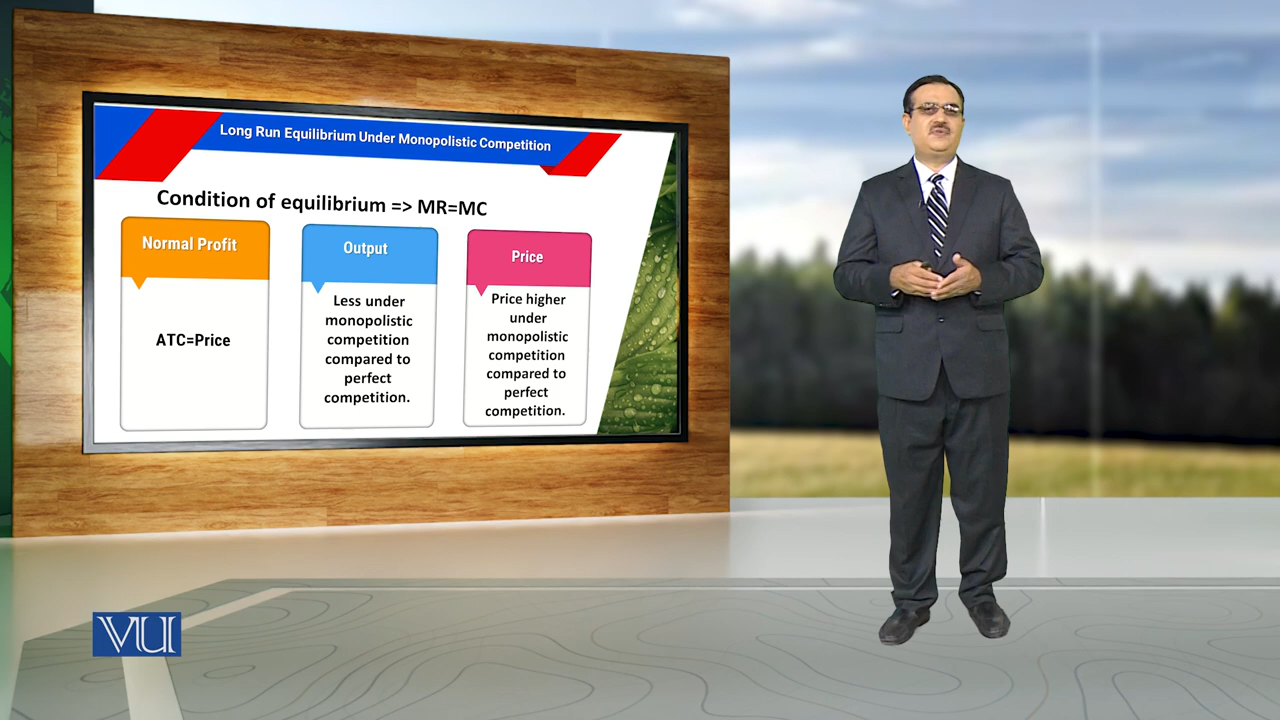 Long Run Equilibrium Under Monopolistic Competition
Condition of equilibrium => MR=MC
Normal Profit
ATC=Price
Output
Less under
monopolistic
competition
compared to
perfect
competition.
Price
Price higher
under
monopolistic
competition
compared to
perfect
competition.
VU